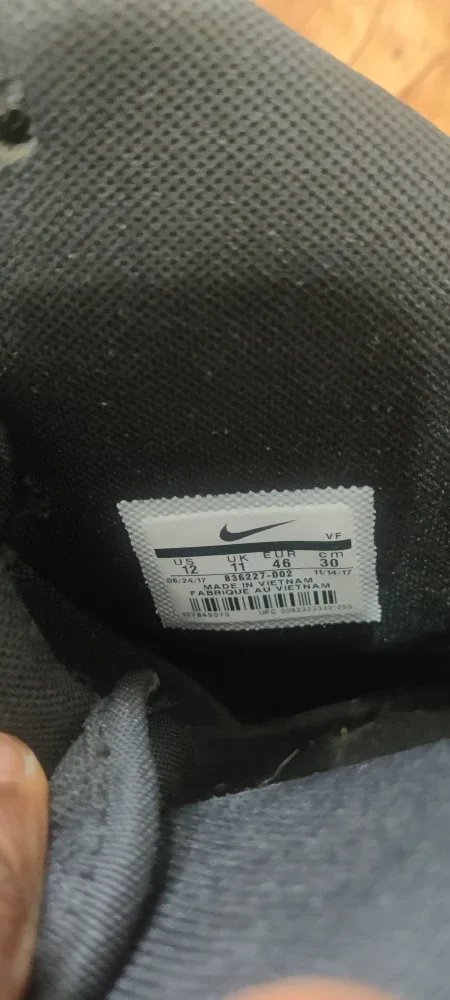 VF
US UK EUR cm
12 11 46 30
08/24/17 836227-002 11/14/17
MADE IN VIETNAM
FABRIQUE AU VIETNAM
UPC